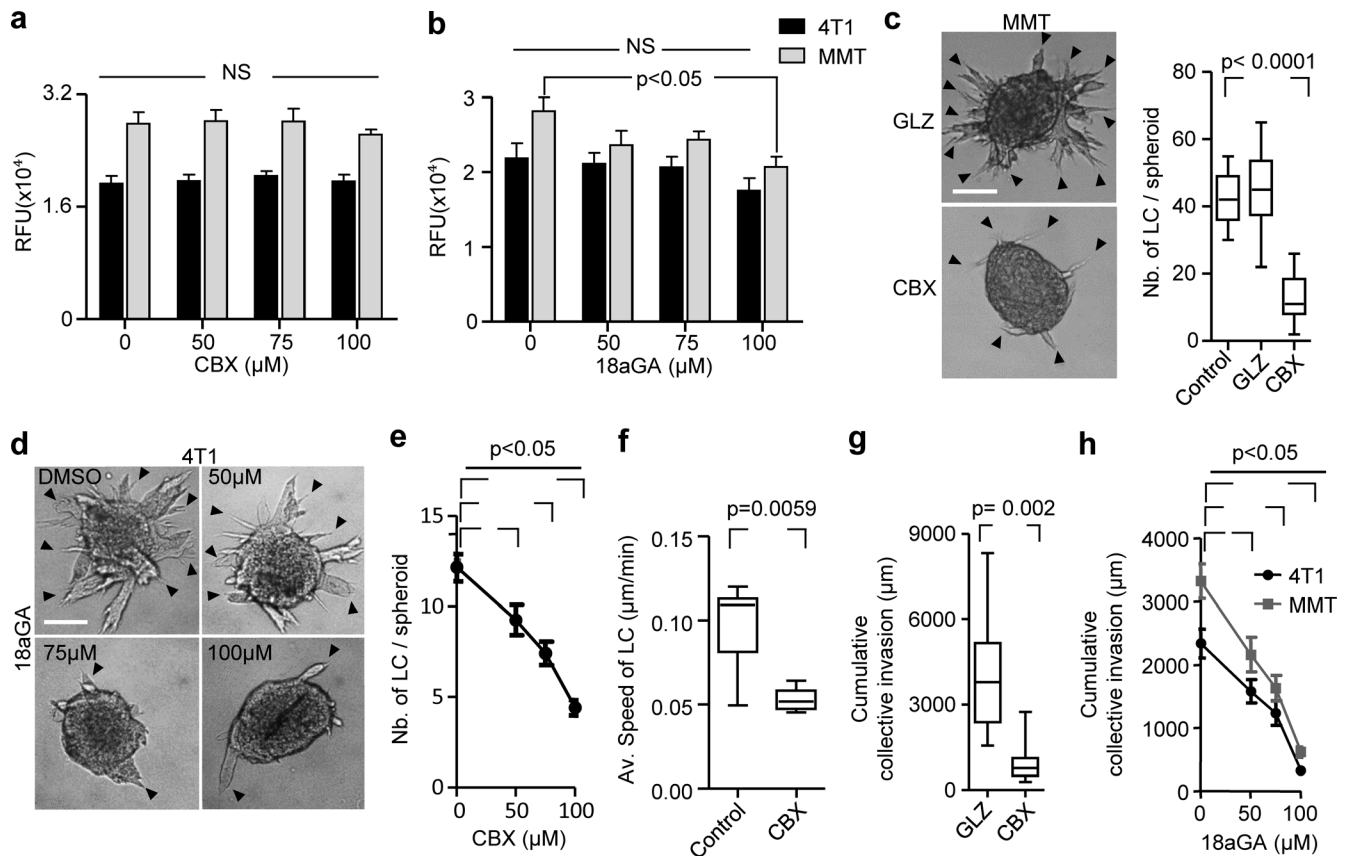 a
NS
3.2
1.6
0
RFU(x10⁴)
0 50 75 100
CBX (µM)
b
NS
4T1
MMT
p<0.05
3
2
1
0
RFU(x10⁴)
0 50 75 100
18aGA (µM)
c
MMT
GLZ
CBX
p< 0.0001
80
60
40
20
0
Nb. of LC / spheroid
Control GLZ CBX
d
4T1
DMSO 50µM
75µM 100µM
18aGA
e
p<0.05
15
10
5
0
Nb. of LC / spheroid
0 50 100
CBX (µM)
f
p=0.0059
0.15
0.10
0.05
0.00
Av. Speed of LC (µm/min)
Control CBX
g
p= 0.002
9000
6000
3000
0
Cumulative
collective invasion (µm)
GLZ CBX
h
p<0.05
4000
3000
2000
1000
0
4T1
MMT
Cumulative
collective invasion (µm)
0 50 100
18aGA (µM)